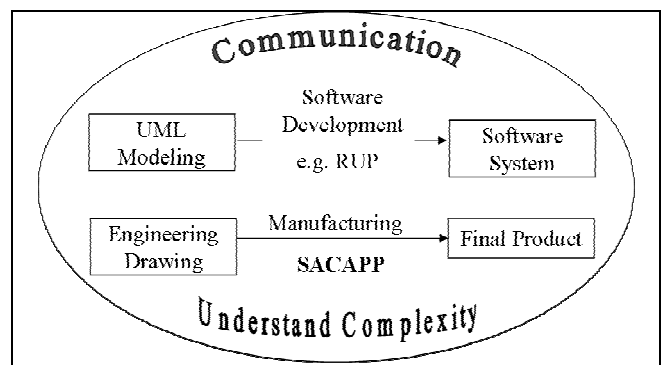 Communication
UML
Modeling
Software
Development
e.g. RUP
Software
System
Engineering
Drawing
Manufacturing
SACAPP
Final Product
Understand Complexity